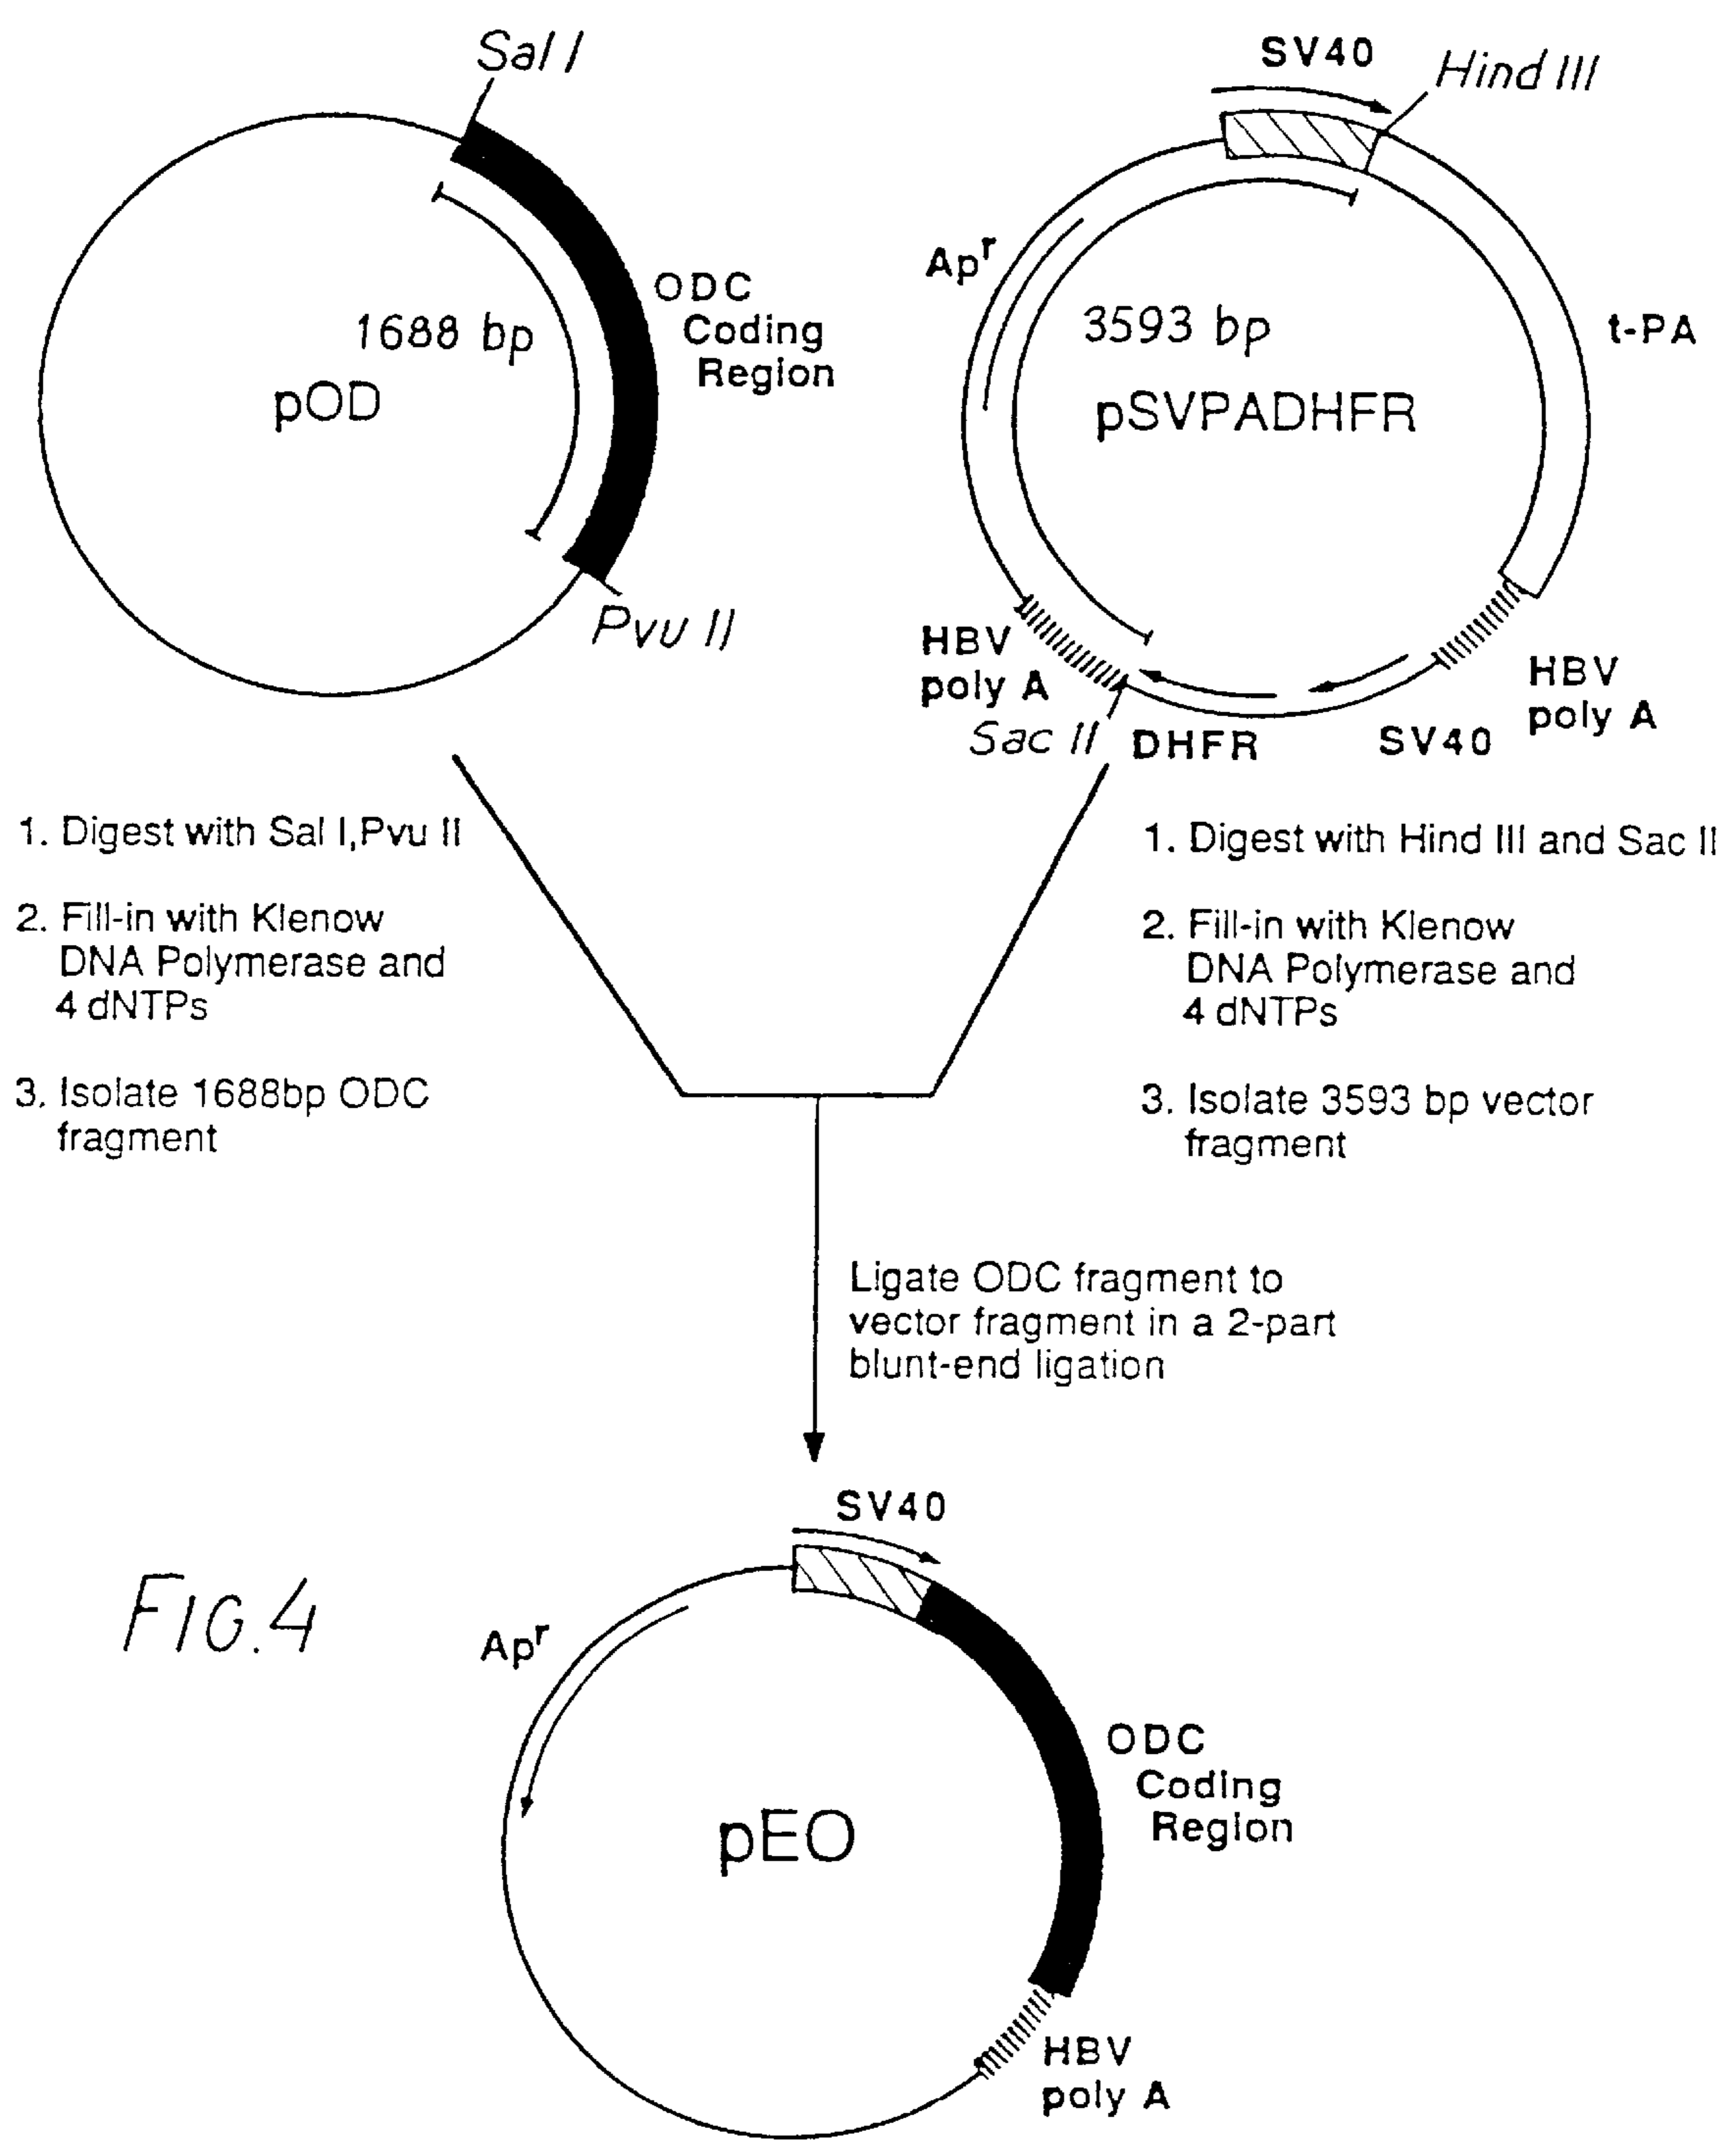 Sal I
ODC
Coding
Region
1688 bp
pOD
Pvu II
SV40
Hind III
Ap^r
3593 bp
t-PA
pSVPADHFR
HBV
poly A
Sac II
DHFR
SV40
HBV
poly A
1. Digest with Sal I,Pvu II
2. Fill-in with Klenow
DNA Polymerase and
4 dNTPs
3. Isolate 1688bp ODC
fragment
1. Digest with Hind III and Sac II
2. Fill-in with Klenow
DNA Polymerase and
4 dNTPs
3. Isolate 3593 bp vector
fragment
Ligate ODC fragment to
vector fragment in a 2-part
blunt-end ligation
FIG.4
SV40
Ap^r
pEO
ODC
Coding
Region
HBV
poly A